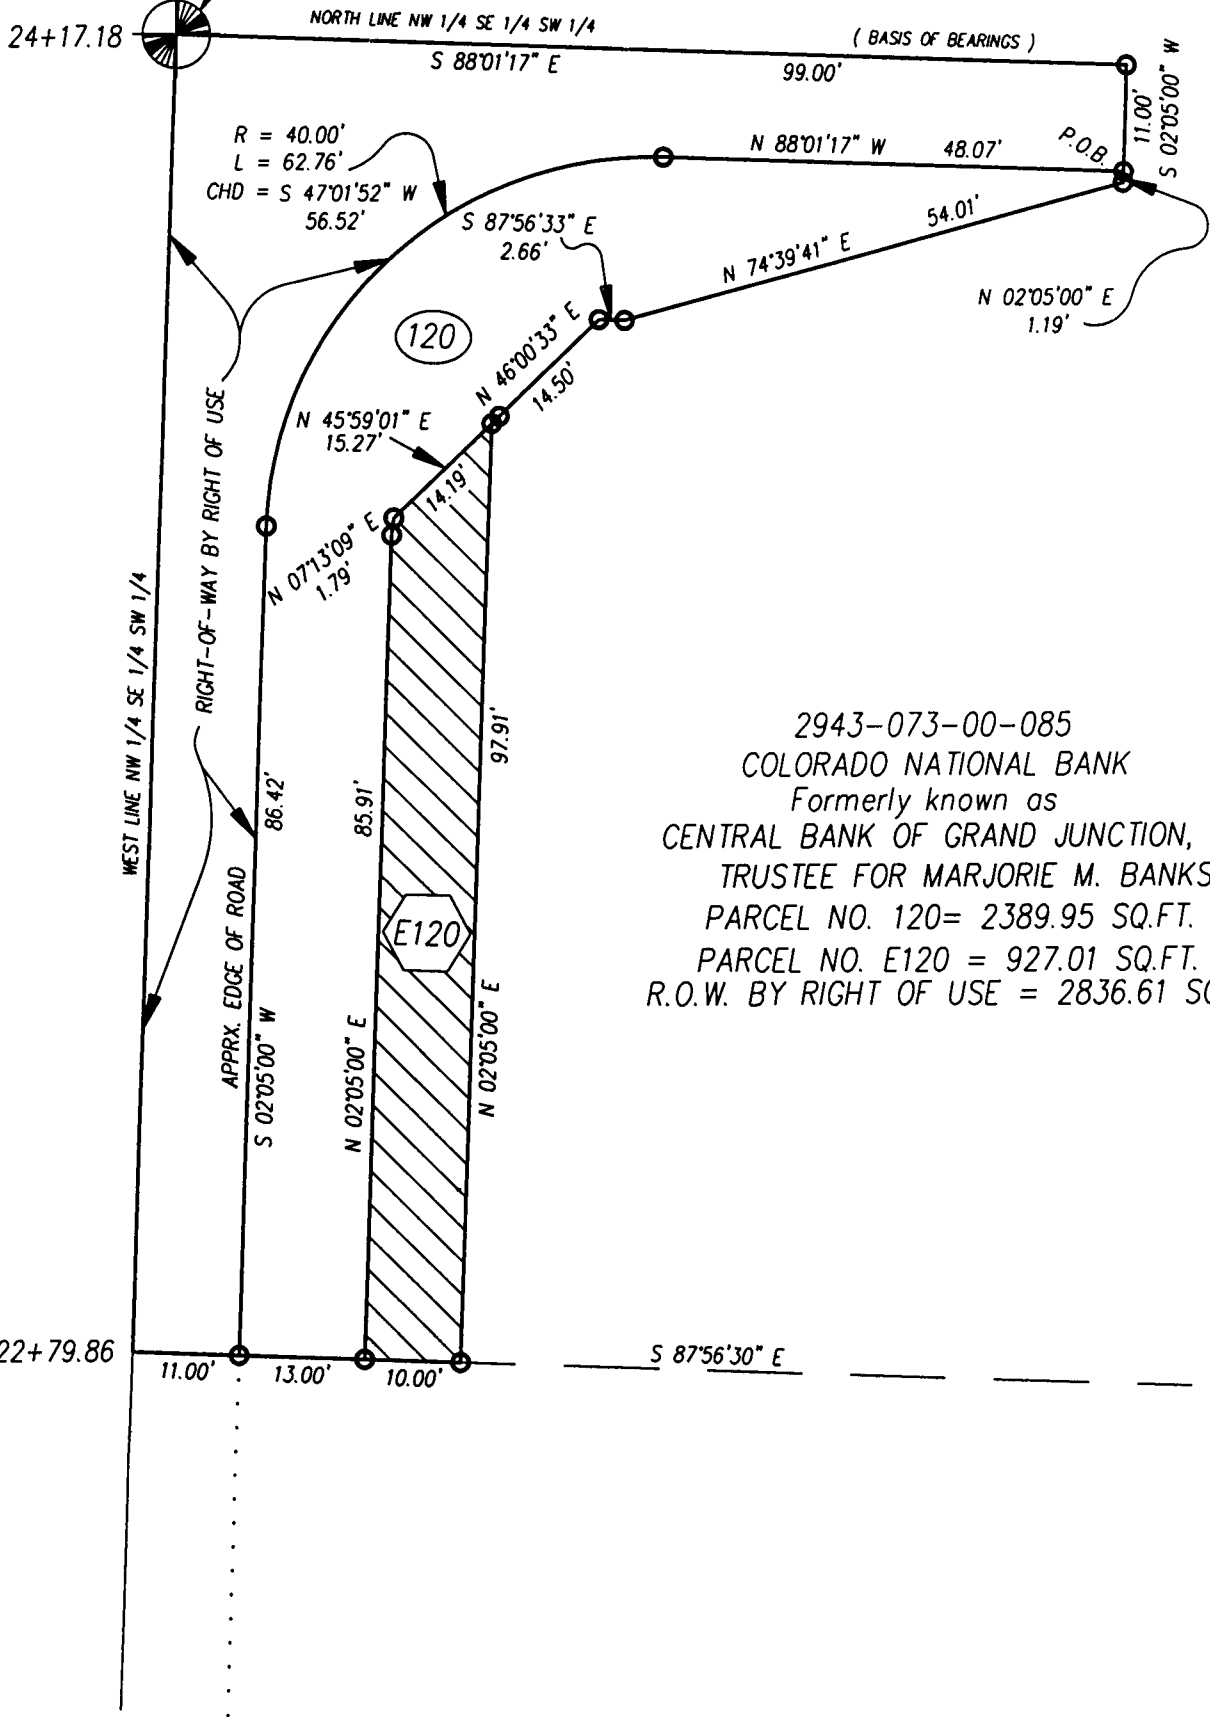 24+17.18
NORTH LINE NW 1/4 SE 1/4 SW 1/4
( BASIS OF BEARINGS )
S 88°01'17" E
99.00'
11.00'
S 02°05'00" W
R = 40.00'
L = 62.76'
CHD = S 47°01'52" W
56.52'
N 88°01'17" W
48.07'
P.O.B.
S 87°56'33" E
2.66'
54.01'
N 74°39'41" E
N 02°05'00" E
1.19'
120
N 46°00'33" E
14.50'
N 45°59'01" E
15.27'
14.19'
N 07°13'09" E
1.79'
RIGHT-OF-WAY BY RIGHT OF USE
WEST LINE NW 1/4 SE 1/4 SW 1/4
86.42'
85.91'
97.91'
2943-073-00-085
COLORADO NATIONAL BANK
Formerly known as
CENTRAL BANK OF GRAND JUNCTION,
TRUSTEE FOR MARJORIE M. BANKS
PARCEL NO. 120= 2389.95 SQ.FT.
PARCEL NO. E120 = 927.01 SQ.FT.
R.O.W. BY RIGHT OF USE = 2836.61 SQ
E120
APPRX. EDGE OF ROAD
S 02°05'00" W
N 02°05'00" E
N 02°05'00" E
22+79.86
11.00'
13.00'
10.00'
S 87°56'30" E